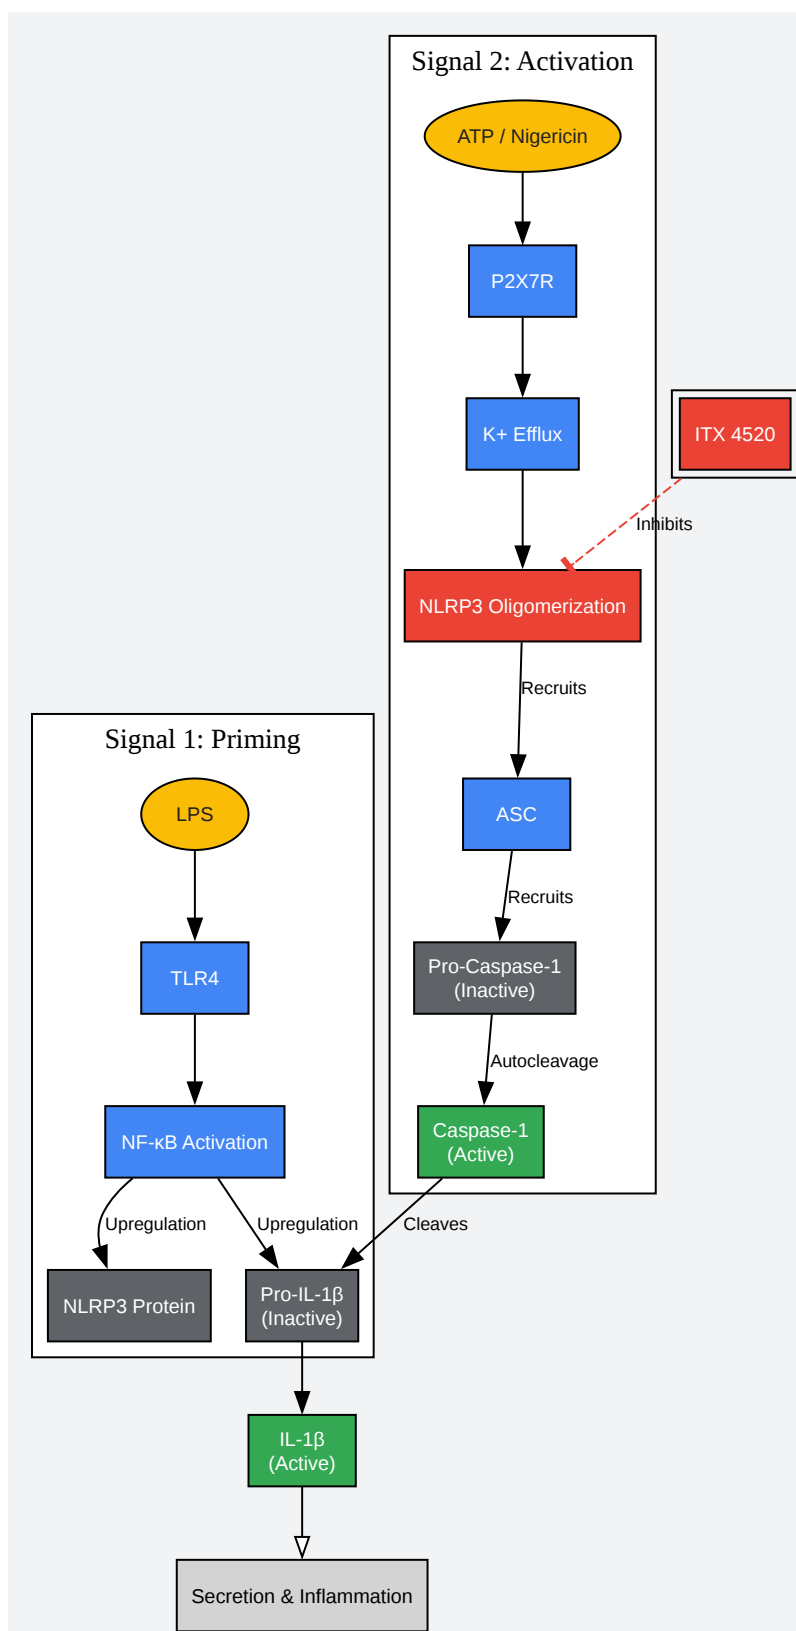 Signal 2: Activation
ATP / Nigericin
P2X7R
K+ Efflux
ITX 4520
Inhibits
NLRP3 Oligomerization
Recruits
ASC
Recruits
Pro-Caspase-1
(Inactive)
Autocleavage
Caspase-1
(Active)
Cleaves
Signal 1: Priming
LPS
TLR4
NF-κB Activation
Upregulation
Upregulation
NLRP3 Protein
Pro-IL-1β
(Inactive)
IL-1β
(Active)
Secretion & Inflammation